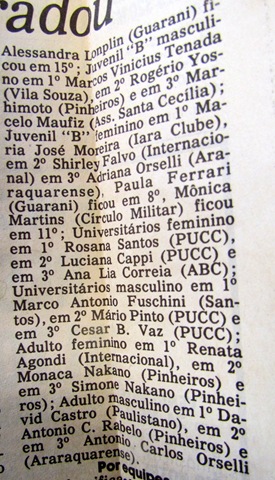 radou
Alessandra Lonplin (Guarani) fi-
cou em 15º; Juvenil "B" masculi-
no em 1º Marcos Vinicius Tenada
(Vila Souza), em 2º Rogério Yos-
himoto (Pinheiros) e em 3º Mar-
celo Maufiz (Ass. Santa Cecília);
Juvenil "B" feminino em 1º Ma-
ria José Moreira (Iara Clube),
em 2º Shirley Falvo (Internacio-
nal) em 3º Adriana Orselli (Ara-
raquarense), Paula Ferrari
(Guarani) ficou em 8º, Mônica
Martins (Círculo Militar) ficou
em 11º; Universitários feminino
em 1º Rosana Santos (PUCC),
em 2º Luciana Cappi (PUCC) e
em 3º Ana Lia Correia (ABC);
Universitários masculino em 1º
Marco Antonio Fuschini (San-
tos), em 2º Mário Pinto (PUCC) e
em 3º Cesar B. Vaz (PUCC);
Adulto feminino em 1º Renata
Agondi (Internacional), em 2º
Monaca Nakano (Pinheiros) e
em 3º Simone Nakano (Pinhei-
ros); Adulto masculino em 1º Da-
vid Castro (Paulistano), em 2º
Antonio C. Rabelo (Pinheiros) e
em 3º Antonio Carlos Orselli
(Araraquarense).
Por equipes